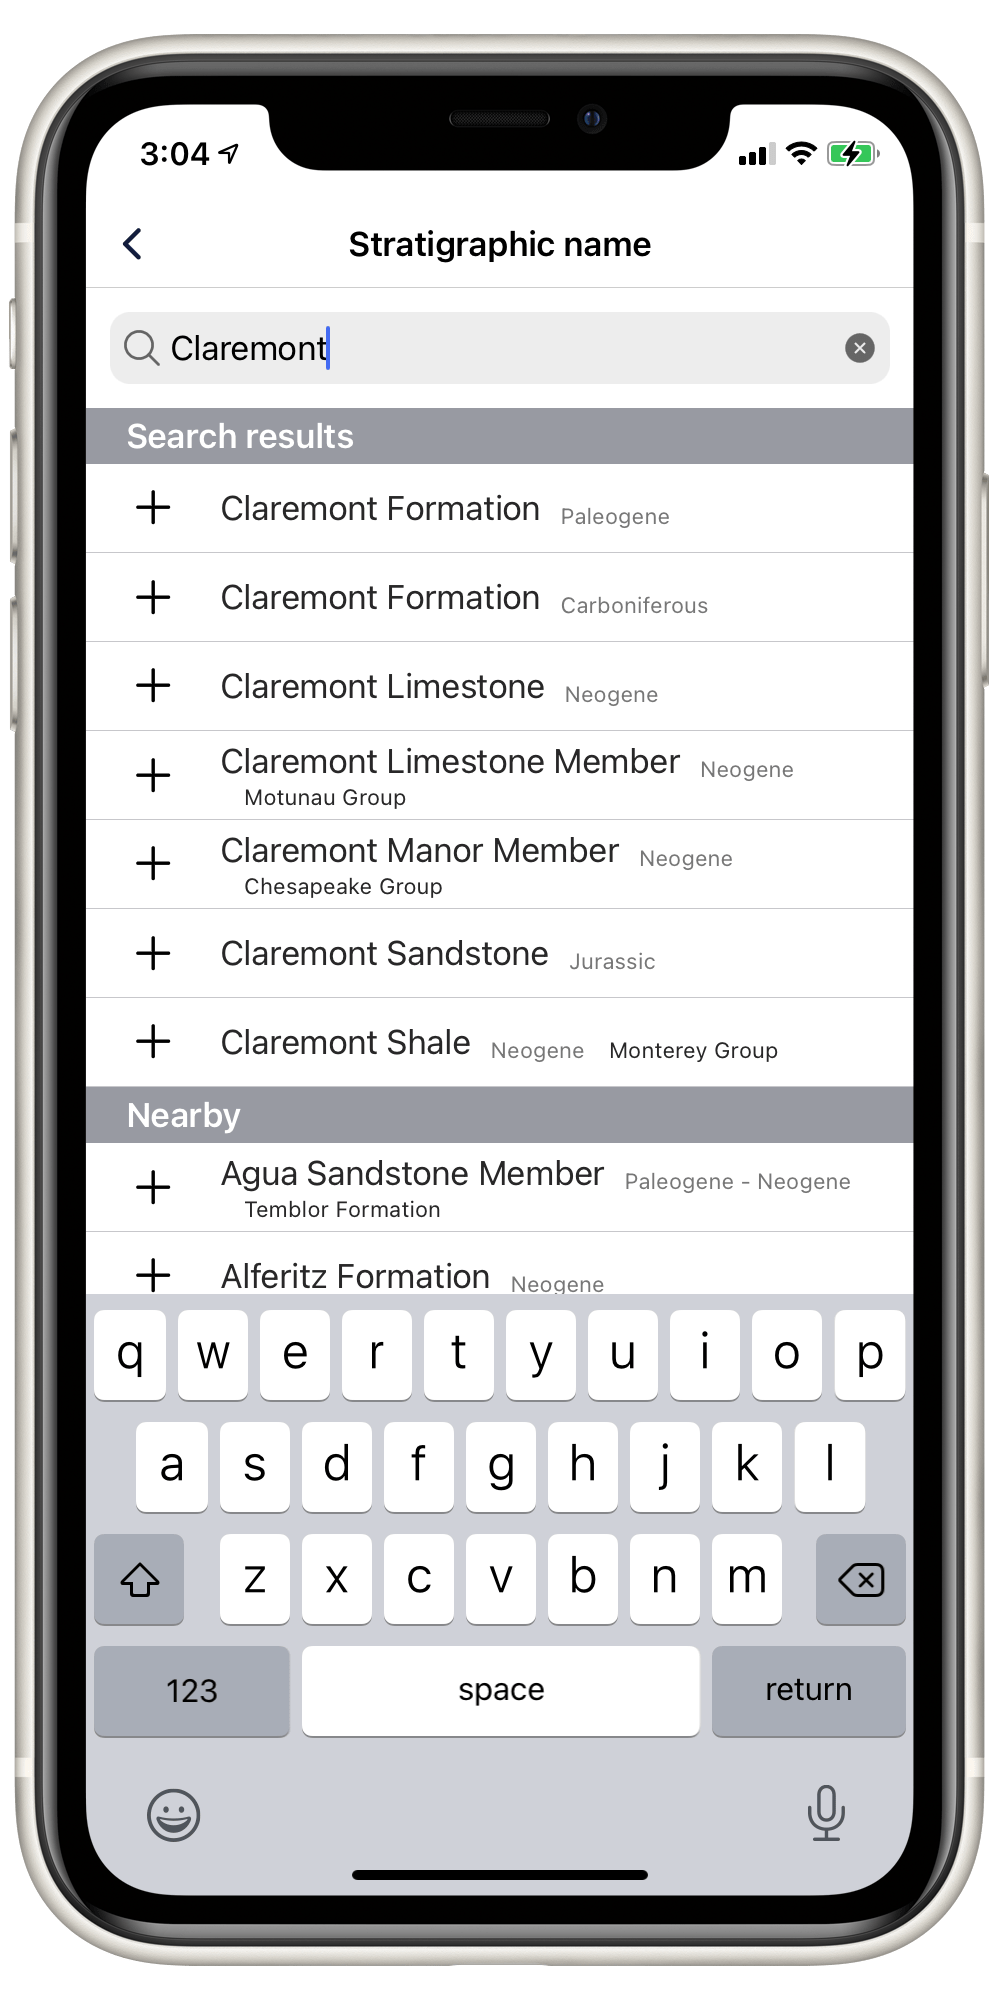 3:04
Stratigraphic name
Claremont
Search results
Claremont Formation Paleogene
Claremont Formation Carboniferous
Claremont Limestone Neogene
Claremont Limestone Member Neogene
Motunau Group
Claremont Manor Member Neogene
Chesapeake Group
Claremont Sandstone Jurassic
Claremont Shale Neogene Monterey Group
Nearby
Agua Sandstone Member Paleogene - Neogene
Temblor Formation
Alferitz Formation Neogene
q w e r t y u i o p
a s d f g h j k l
z x c v b n m
123 space return